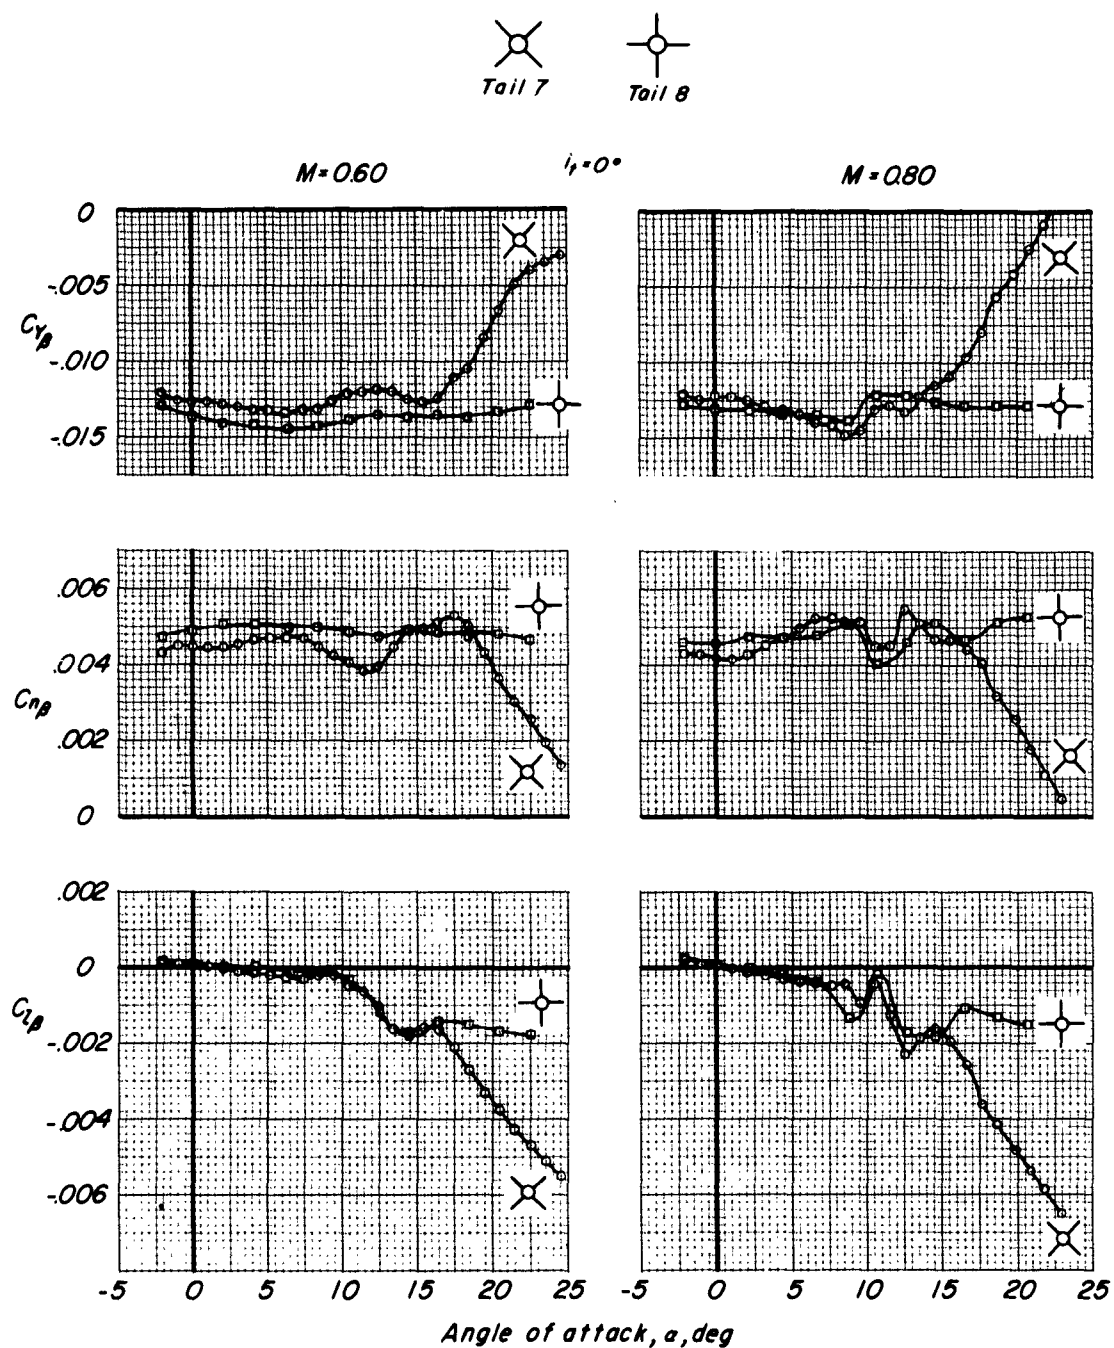 Tail 7 Tail 8
M=0.60 iₜ=0° M=0.80
0
-.005
C_Yβ
-.010
-.015
.006
.004
C_nβ
.002
0
.002
0
C_lβ
-.002
-.004
-.006
-5 0 5 10 15 20 25 -5 0 5 10 15 20 25
Angle of attack, α, deg